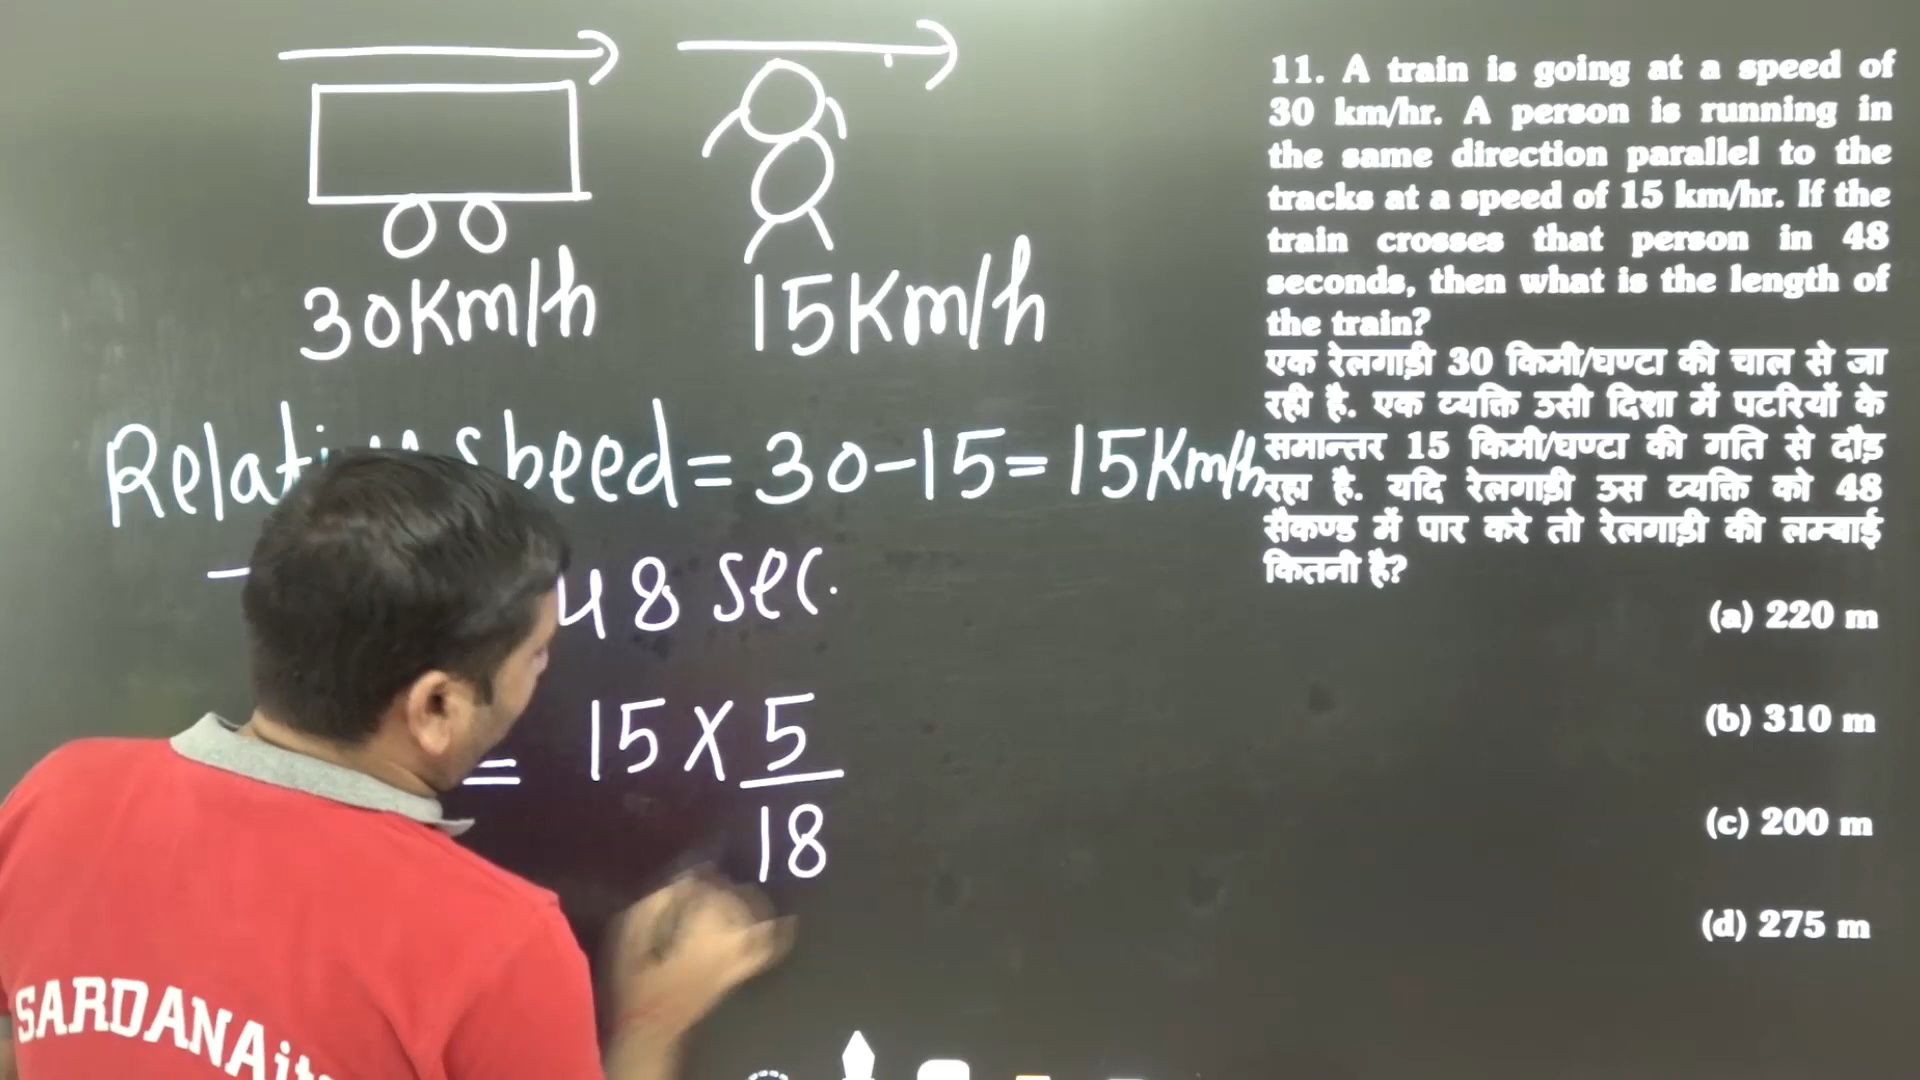 30Km/h
15Km/h
speed = 30-15 = 15Km/h
48 sec.
= 15 × 5/18
11. A train is going at a speed of
30 km/hr. A person is running in
the same direction parallel to the
tracks at a speed of 15 km/hr. If the
train crosses that person in 48
seconds, then what is the length of
the train?
एक रेलगाड़ी 30 किमी/घण्टा की चाल से जा
रही है. एक व्यक्ति उसी दिशा में पटरियों के
समान्तर 15 किमी/घण्टा की गति से दौड़
रहा है. यदि रेलगाड़ी उस व्यक्ति को 48
सैकण्ड में पार करे तो रेलगाड़ी की लम्बाई
कितनी है?
(a) 220 m
(b) 310 m
(c) 200 m
(d) 275 m